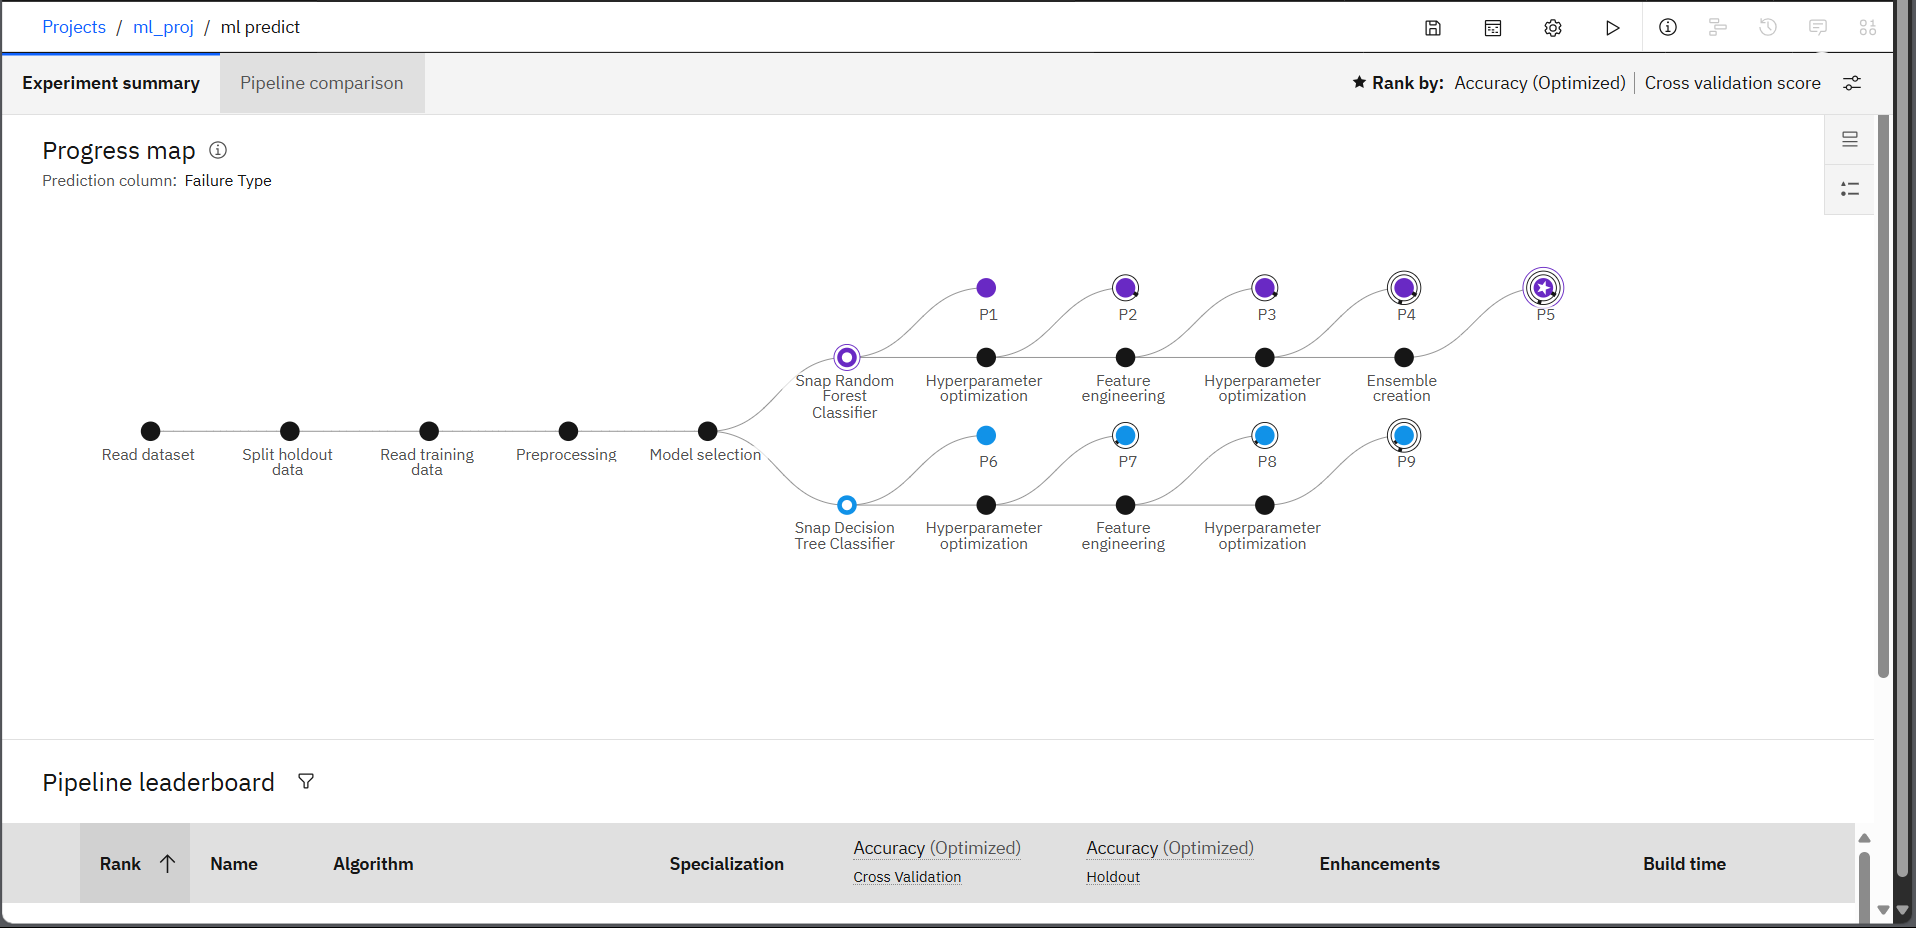 Projects / ml_proj / ml predict
Experiment summary
Pipeline comparison
Rank by: Accuracy (Optimized) | Cross validation score
Progress map
Prediction column: Failure Type
P1
P2
P3
P4
P5
Snap Random
Forest
Classifier
Hyperparameter
optimization
Feature
engineering
Hyperparameter
optimization
Ensemble
creation
Read dataset
Split holdout
data
Read training
data
Preprocessing
Model selection
P6
P7
P8
P9
Snap Decision
Tree Classifier
Hyperparameter
optimization
Feature
engineering
Hyperparameter
optimization
Pipeline leaderboard
Rank
Name
Algorithm
Specialization
Accuracy (Optimized)
Cross Validation
Accuracy (Optimized)
Holdout
Enhancements
Build time